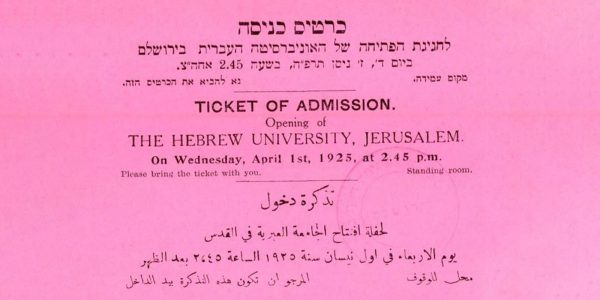 כרטיס כניסה
לחגיגת הפתיחה של האוניברסיטה העברית בירושלם
ביום ד', ז' ניסן תרפ"ה, בשעה 2.45 אחה"צ.
מקום עמידה. נא להביא את הכרטיס הזה.
TICKET OF ADMISSION.
Opening of
THE HEBREW UNIVERSITY, JERUSALEM.
On Wednesday, April 1st, 1925, at 2.45 p.m.
Please bring the ticket with you. Standing room.
تذكرة دخول
لحفلة افتتاح الجامعة العبرية في القدس
يوم الاربعاء في اول نيسان سنة ١٩٢٥ الساعة ٢،٤٥ بعد الظهر
محل للوقوف المرجو ان تكون هذه التذكرة بيد الداخل